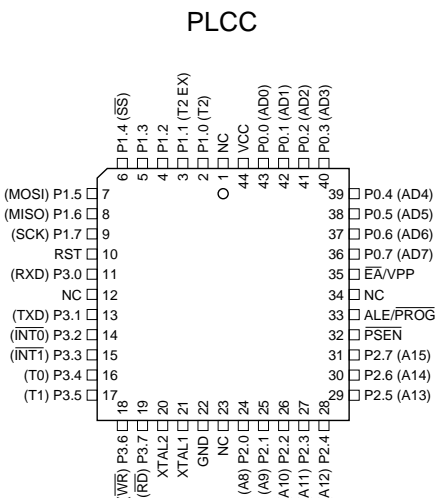 PLCC
P1.4 (S̅S̅)
P1.3
P1.2
P1.1 (T2 EX)
P1.0 (T2)
NC
VCC
P0.0 (AD0)
P0.1 (AD1)
P0.2 (AD2)
P0.3 (AD3)
6
5
4
3
2
1
44
43
42
41
40
(MOSI) P1.5 7
(MISO) P1.6 8
(SCK) P1.7 9
RST 10
(RXD) P3.0 11
NC 12
(TXD) P3.1 13
(I̅N̅T̅0̅) P3.2 14
(I̅N̅T̅1̅) P3.3 15
(T0) P3.4 16
(T1) P3.5 17
39 P0.4 (AD4)
38 P0.5 (AD5)
37 P0.6 (AD6)
36 P0.7 (AD7)
35 E̅A̅/VPP
34 NC
33 ALE/P̅R̅O̅G̅
32 P̅S̅E̅N̅
31 P2.7 (A15)
30 P2.6 (A14)
29 P2.5 (A13)
18
19
20
21
22
23
24
25
26
27
28
W̅R̅) P3.6
(R̅D̅) P3.7
XTAL2
XTAL1
GND
NC
(A8) P2.0
(A9) P2.1
A10) P2.2
A11) P2.3
A12) P2.4